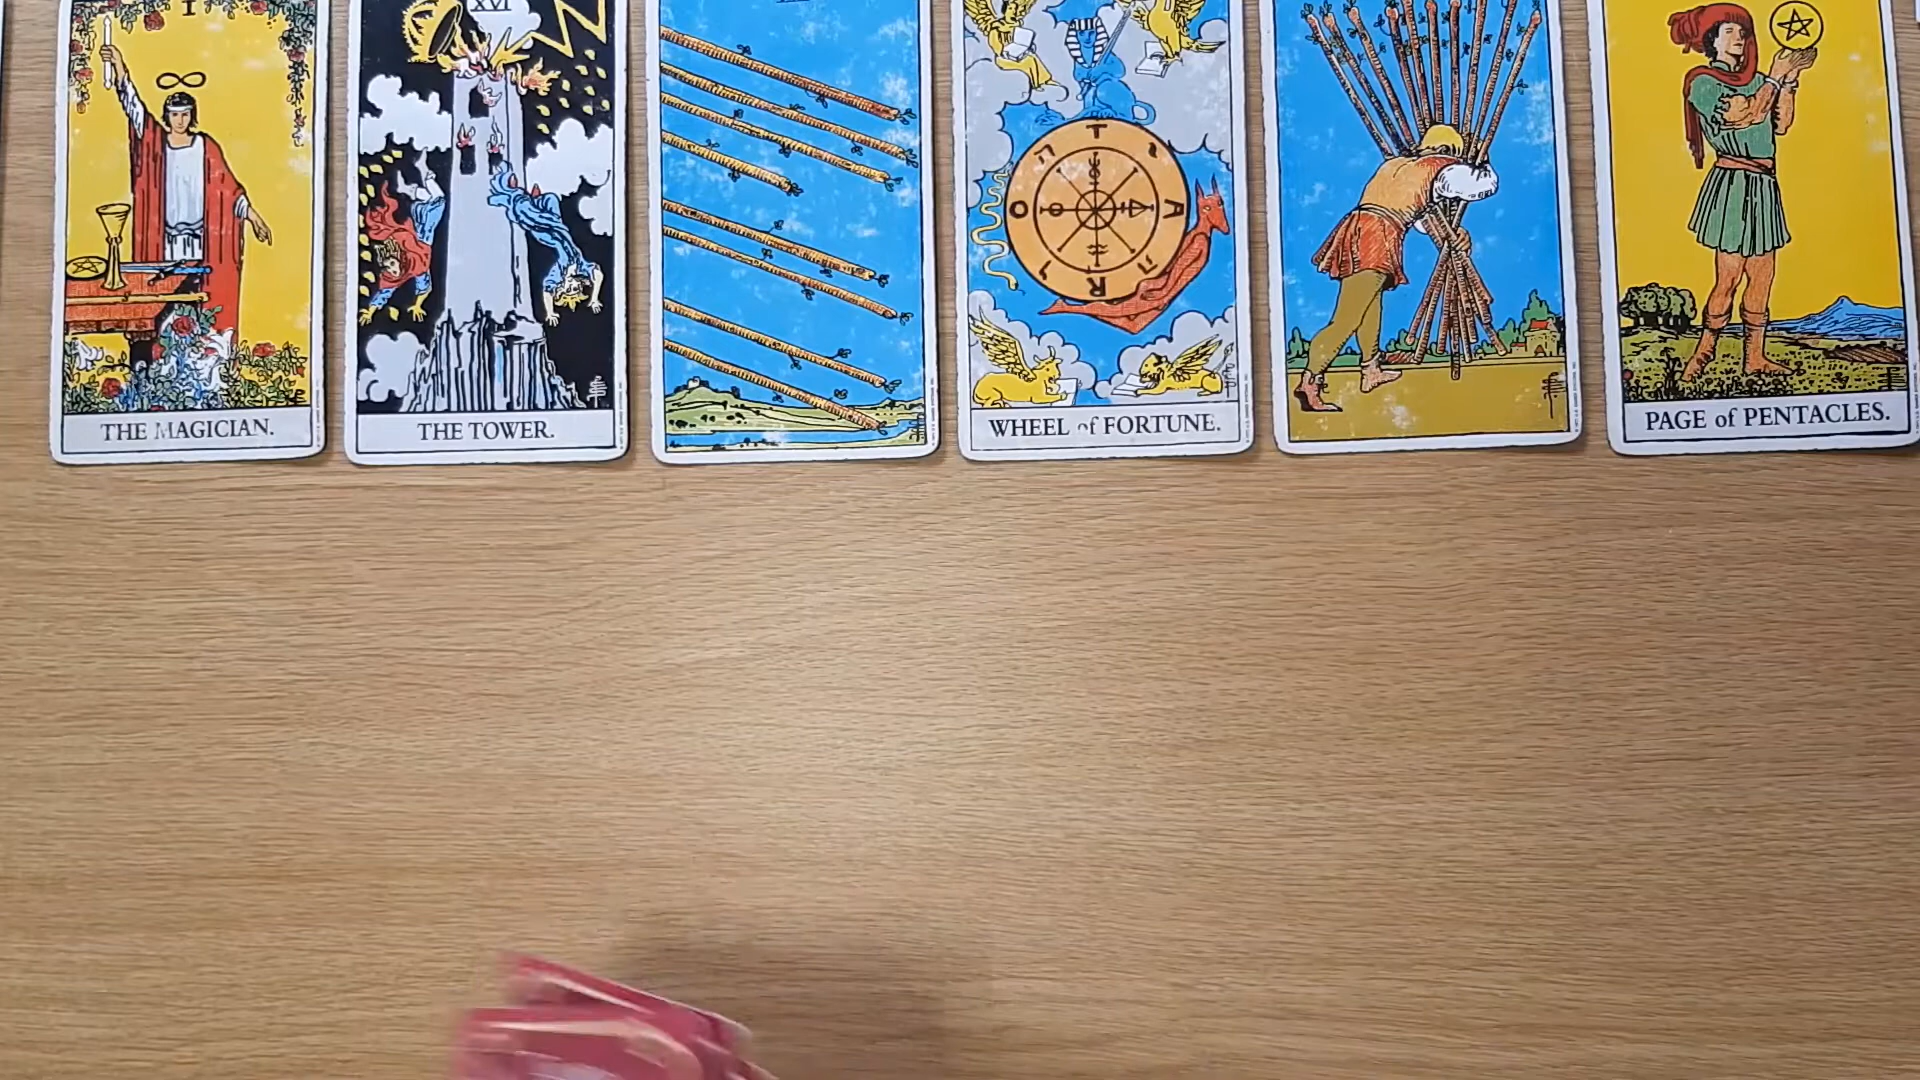 I
XVI
THE MAGICIAN.
THE TOWER.
WHEEL of FORTUNE.
PAGE of PENTACLES.
T
A
R
O